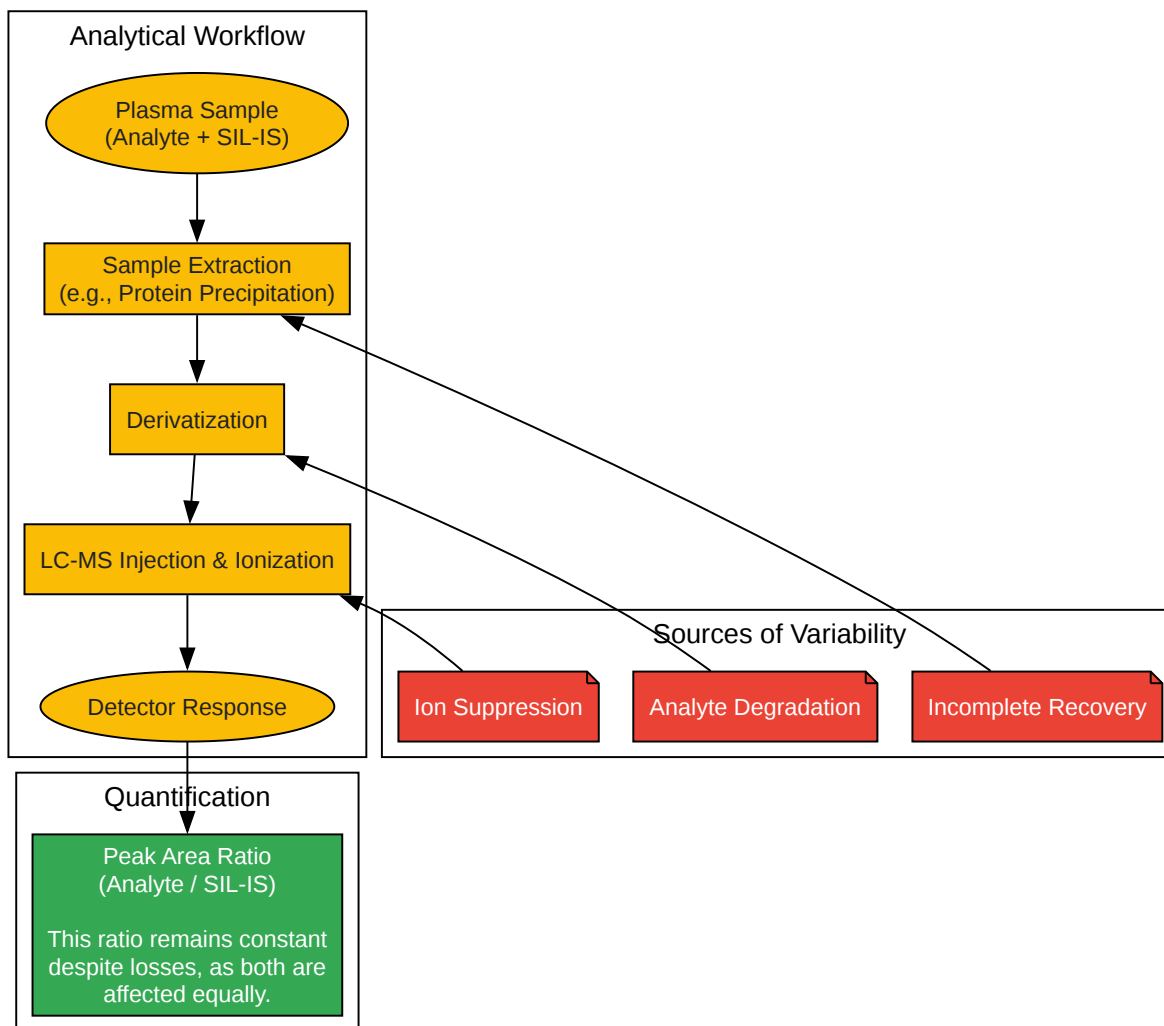 Analytical Workflow
Plasma Sample
(Analyte + SIL-IS)
Sample Extraction
(e.g., Protein Precipitation)
Derivatization
LC-MS Injection & Ionization
Detector Response
Sources of Variability
Ion Suppression
Analyte Degradation
Incomplete Recovery
Quantification
Peak Area Ratio
(Analyte / SIL-IS)
This ratio remains constant
despite losses, as both are
affected equally.